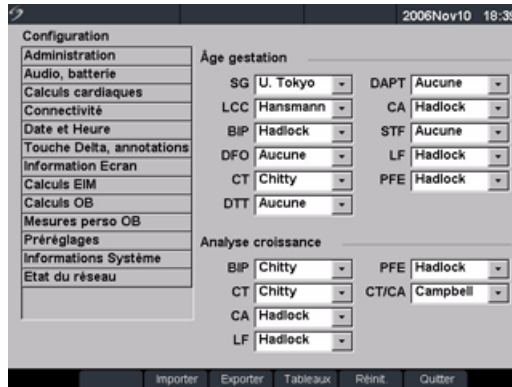 2006Nov10 18:39
Configuration
Administration
Audio, batterie
Calculs cardiaques
Connectivité
Date et Heure
Touche Delta, annotations
Information Ecran
Calculs EIM
Calculs OB
Mesures perso OB
Préréglages
Informations Système
Etat du réseau
Âge gestation
SG U. Tokyo DAPT Aucune
LCC Hansmann CA Hadlock
BIP Hadlock STF Aucune
DFO Aucune LF Hadlock
CT Chitty PFE Hadlock
DTT Aucune
Analyse croissance
BIP Chitty PFE Hadlock
CT Chitty CT/CA Campbell
CA Hadlock
LF Hadlock
Importer Exporter Tableaux Réinit. Quitter